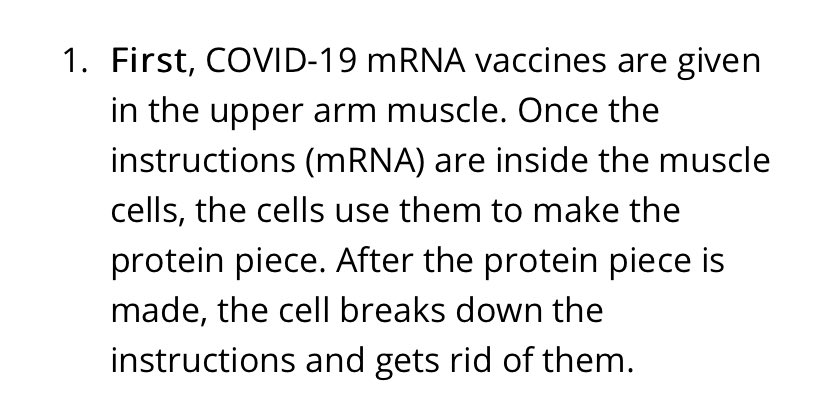 1. First, COVID-19 mRNA vaccines are given
in the upper arm muscle. Once the
instructions (mRNA) are inside the muscle
cells, the cells use them to make the
protein piece. After the protein piece is
made, the cell breaks down the
instructions and gets rid of them.